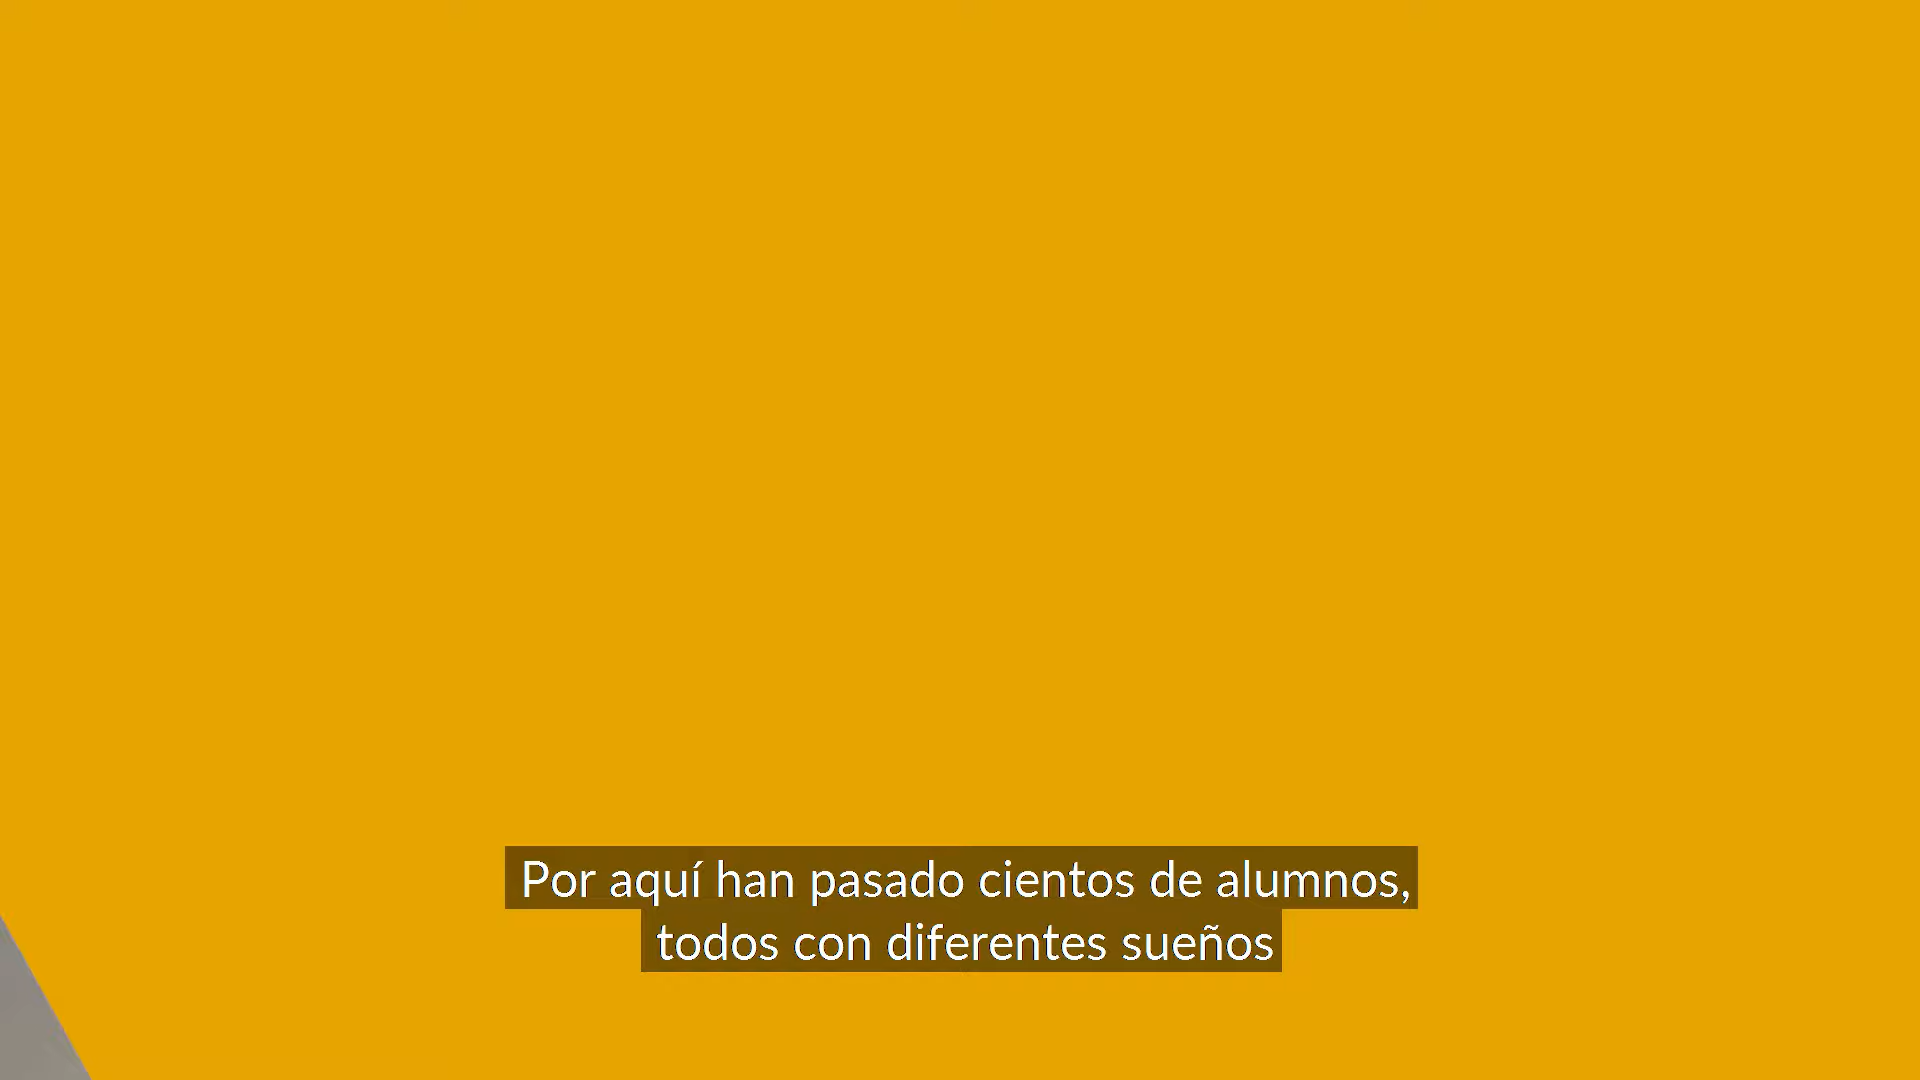 Por aquí han pasado cientos de alumnos,
todos con diferentes sueños